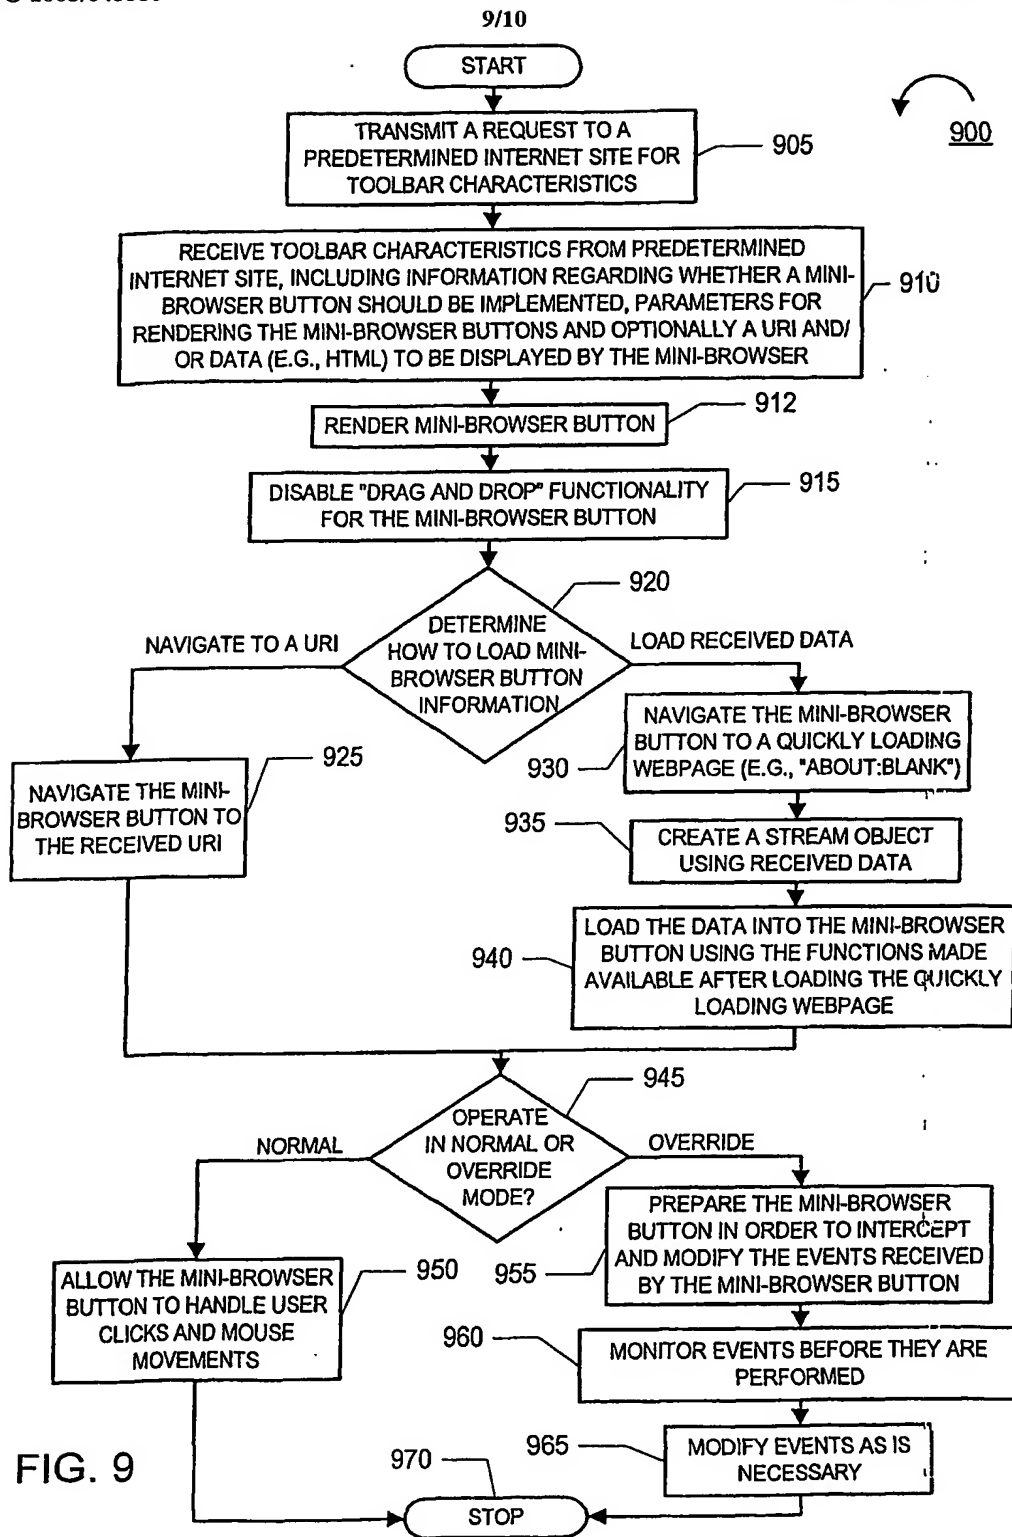 9/10
START
TRANSMIT A REQUEST TO A
PREDETERMINED INTERNET SITE FOR
TOOLBAR CHARACTERISTICS
905
900
RECEIVE TOOLBAR CHARACTERISTICS FROM PREDETERMINED
INTERNET SITE, INCLUDING INFORMATION REGARDING WHETHER A MINI-
BROWSER BUTTON SHOULD BE IMPLEMENTED, PARAMETERS FOR
RENDERING THE MINI-BROWSER BUTTONS AND OPTIONALLY A URI AND/
OR DATA (E.G., HTML) TO BE DISPLAYED BY THE MINI-BROWSER
910
RENDER MINI-BROWSER BUTTON
912
DISABLE "DRAG AND DROP" FUNCTIONALITY
FOR THE MINI-BROWSER BUTTON
915
DETERMINE
HOW TO LOAD MINI-
BROWSER BUTTON
INFORMATION
920
NAVIGATE TO A URI
LOAD RECEIVED DATA
NAVIGATE THE MINI-
BROWSER BUTTON TO
THE RECEIVED URI
925
NAVIGATE THE MINI-BROWSER
BUTTON TO A QUICKLY LOADING
WEBPAGE (E.G., "ABOUT:BLANK")
930
CREATE A STREAM OBJECT
USING RECEIVED DATA
935
LOAD THE DATA INTO THE MINI-BROWSER
BUTTON USING THE FUNCTIONS MADE
AVAILABLE AFTER LOADING THE QUICKLY
LOADING WEBPAGE
940
OPERATE
IN NORMAL OR
OVERRIDE
MODE?
945
NORMAL
OVERRIDE
ALLOW THE MINI-BROWSER
BUTTON TO HANDLE USER
CLICKS AND MOUSE
MOVEMENTS
950
PREPARE THE MINI-BROWSER
BUTTON IN ORDER TO INTERCEPT
AND MODIFY THE EVENTS RECEIVED
BY THE MINI-BROWSER BUTTON
955
MONITOR EVENTS BEFORE THEY ARE
PERFORMED
960
MODIFY EVENTS AS IS
NECESSARY
965
STOP
970
FIG. 9